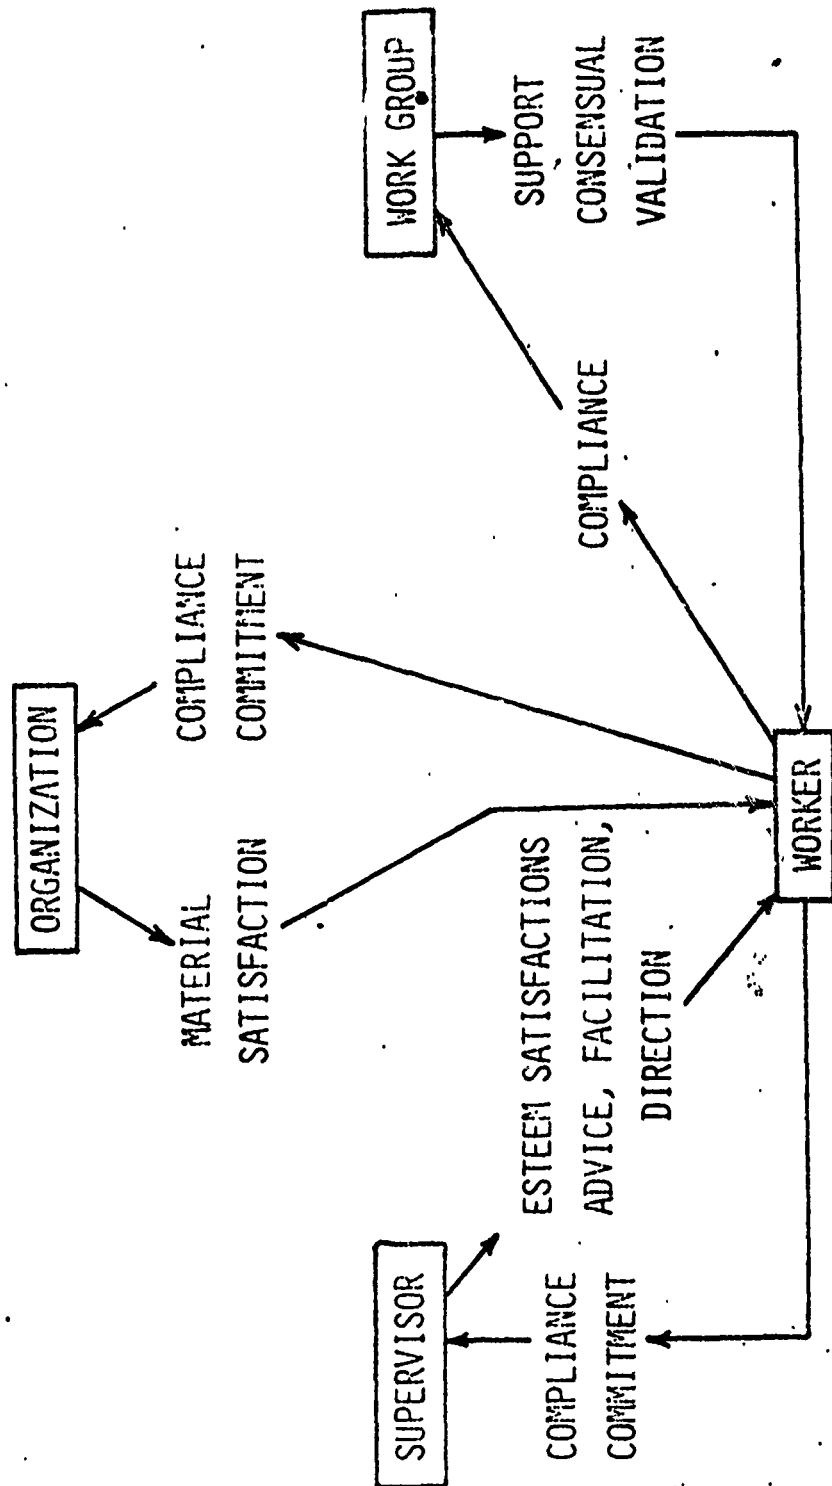 ORGANIZATION
MATERIAL
SATISFACTION
COMPLIANCE
COMMITMENT
SUPERVISOR
WORK GROUP
ESTEEM SATISFACTIONS
ADVICE, FACILITATION,
DIRECTION
COMPLIANCE
COMMITMENT
COMPLIANCE
SUPPORT
CONSENSUAL
VALIDATION
WORKER